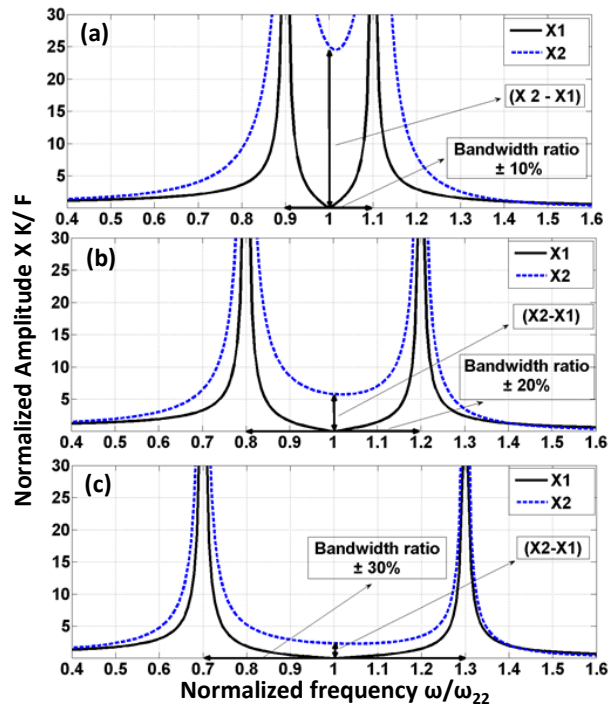 (a)
X1
X2
30
25
20
15
10
5
(X 2 - X1)
Bandwidth ratio
± 10%
0.4 0.5 0.6 0.7 0.8 0.9 1 1.1 1.2 1.3 1.4 1.5 1.6
(b)
X1
X2
30
25
20
15
10
5
(X2-X1)
Bandwidth ratio
± 20%
0.4 0.5 0.6 0.7 0.8 0.9 1 1.1 1.2 1.3 1.4 1.5 1.6
(c)
X1
X2
30
25
20
15
10
5
Bandwidth ratio
± 30%
(X2-X1)
0.4 0.5 0.6 0.7 0.8 0.9 1 1.1 1.2 1.3 1.4 1.5 1.6
Normalized Amplitude X K/ F
Normalized frequency ω/ω22